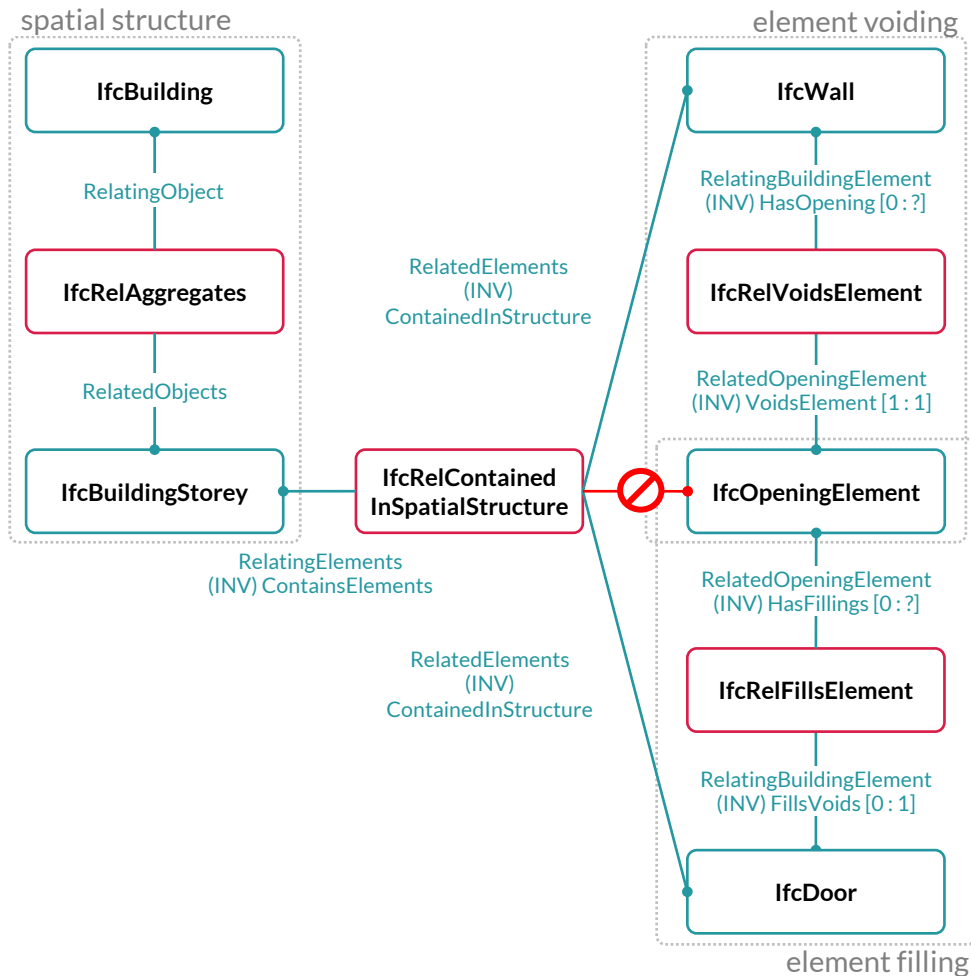 spatial structure
element voiding
IfcBuilding
IfcWall
RelatingObject
RelatingBuildingElement
(INV) HasOpening [0 : ?]
IfcRelAggregates
RelatedElements
(INV)
ContainedInStructure
IfcRelVoidsElement
RelatedObjects
RelatedOpeningElement
(INV) VoidsElement [1 : 1]
IfcBuildingStorey
IfcRelContained
InSpatialStructure
IfcOpeningElement
RelatingElements
(INV) ContainsElements
RelatedOpeningElement
(INV) HasFillings [0 : ?]
RelatedElements
(INV)
ContainedInStructure
IfcRelFillsElement
RelatingBuildingElement
(INV) FillsVoids [0 : 1]
IfcDoor
element filling